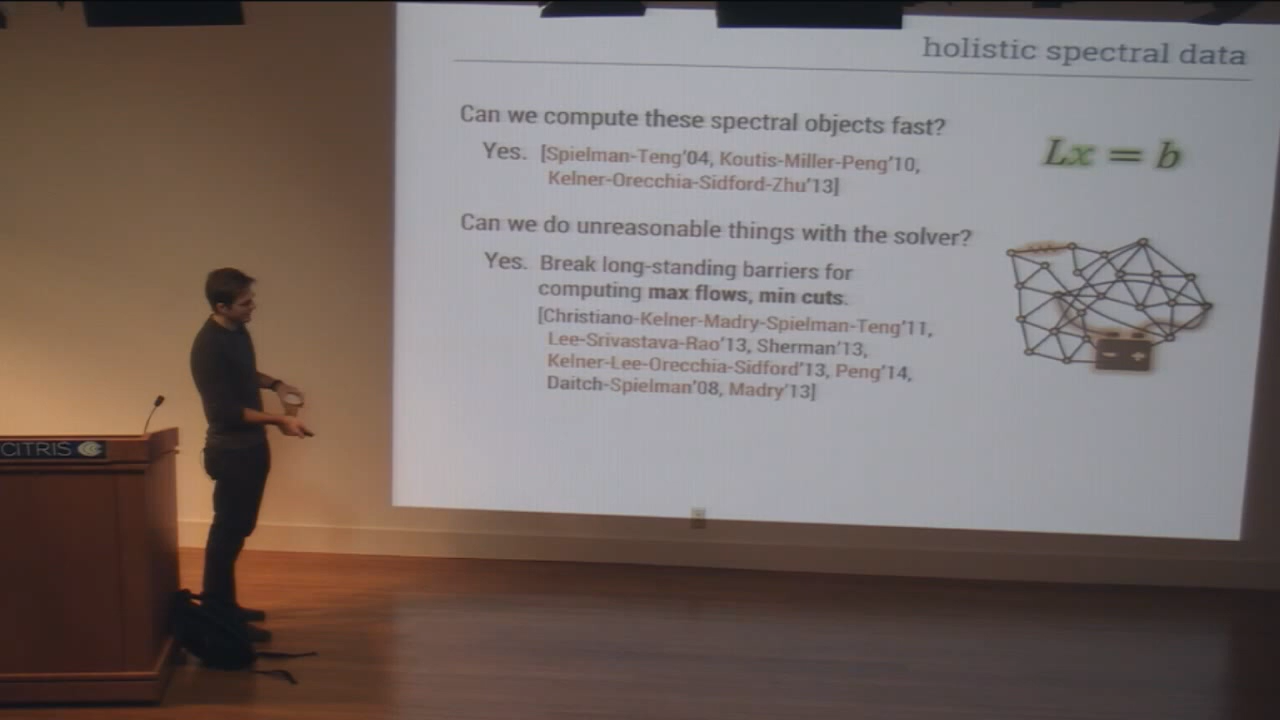 holistic spectral data
Can we compute these spectral objects fast?
Yes. [Spielman-Teng'04, Koutis-Miller-Peng'10,
Kelner-Orecchia-Sidford-Zhu'13]
Lx = b
Can we do unreasonable things with the solver?
Yes. Break long-standing barriers for
computing max flows, min cuts.
[Christiano-Kelner-Madry-Spielman-Teng'11,
Lee-Srivastava-Rao'13, Sherman'13,
Kelner-Lee-Orecchia-Sidford'13, Peng'14,
Daitch-Spielman'08, Madry'13]
- +
CITRIS